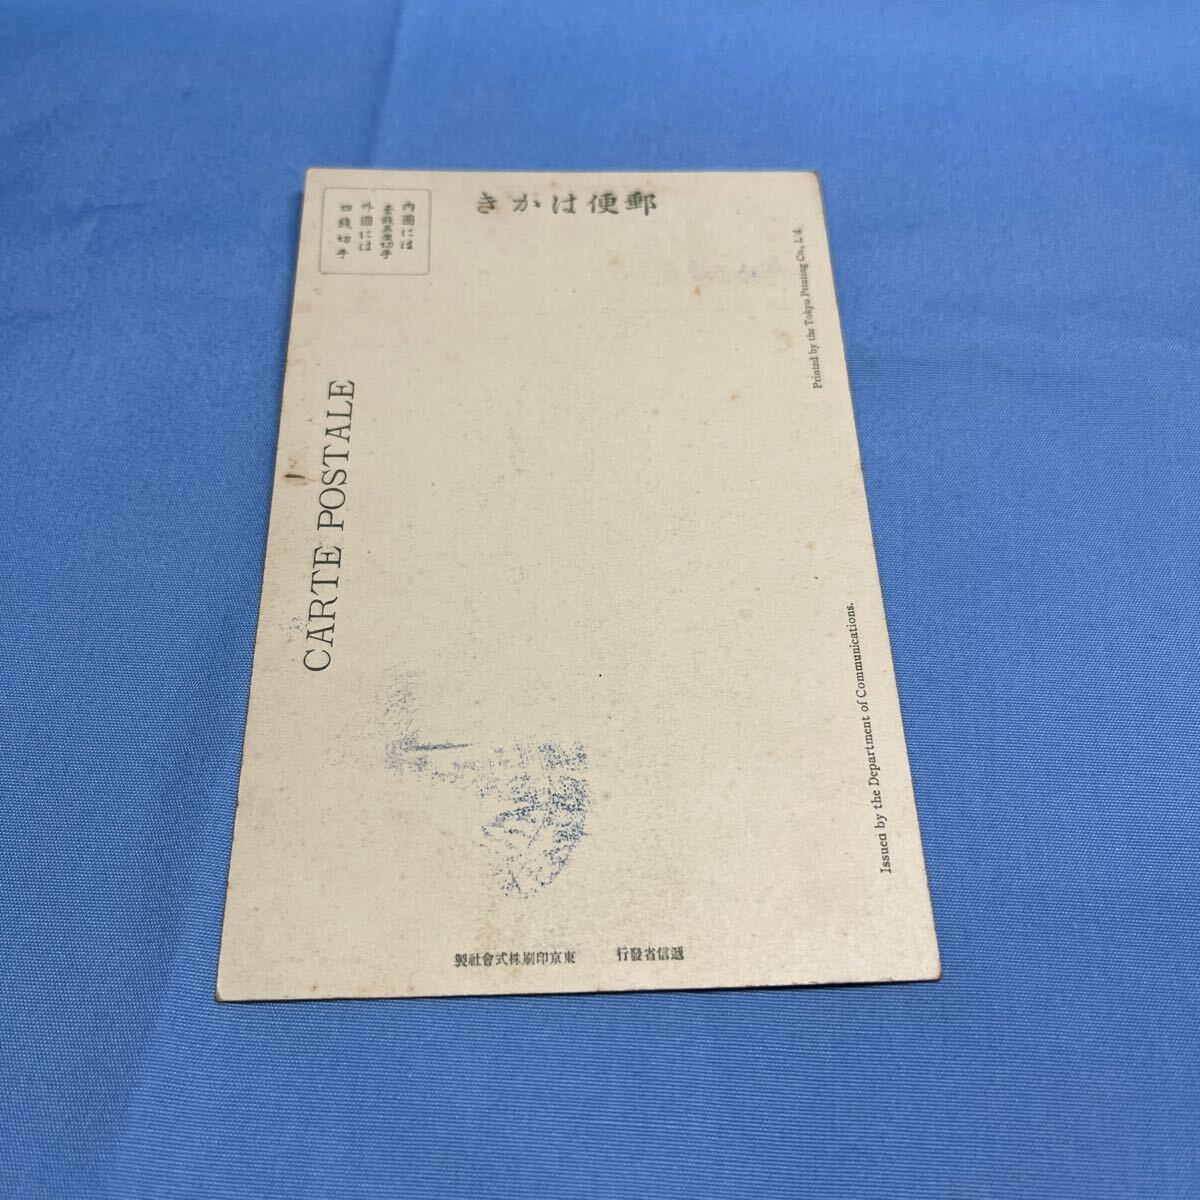 郵便はかき
内國には
壹錢五厘切手
外國には
四錢切手
CARTE POSTALE
Printed by the Tokyo Printing Co., L'd.
Issued by the Department of Communications.
遞信省發行 東京印刷株式會社製